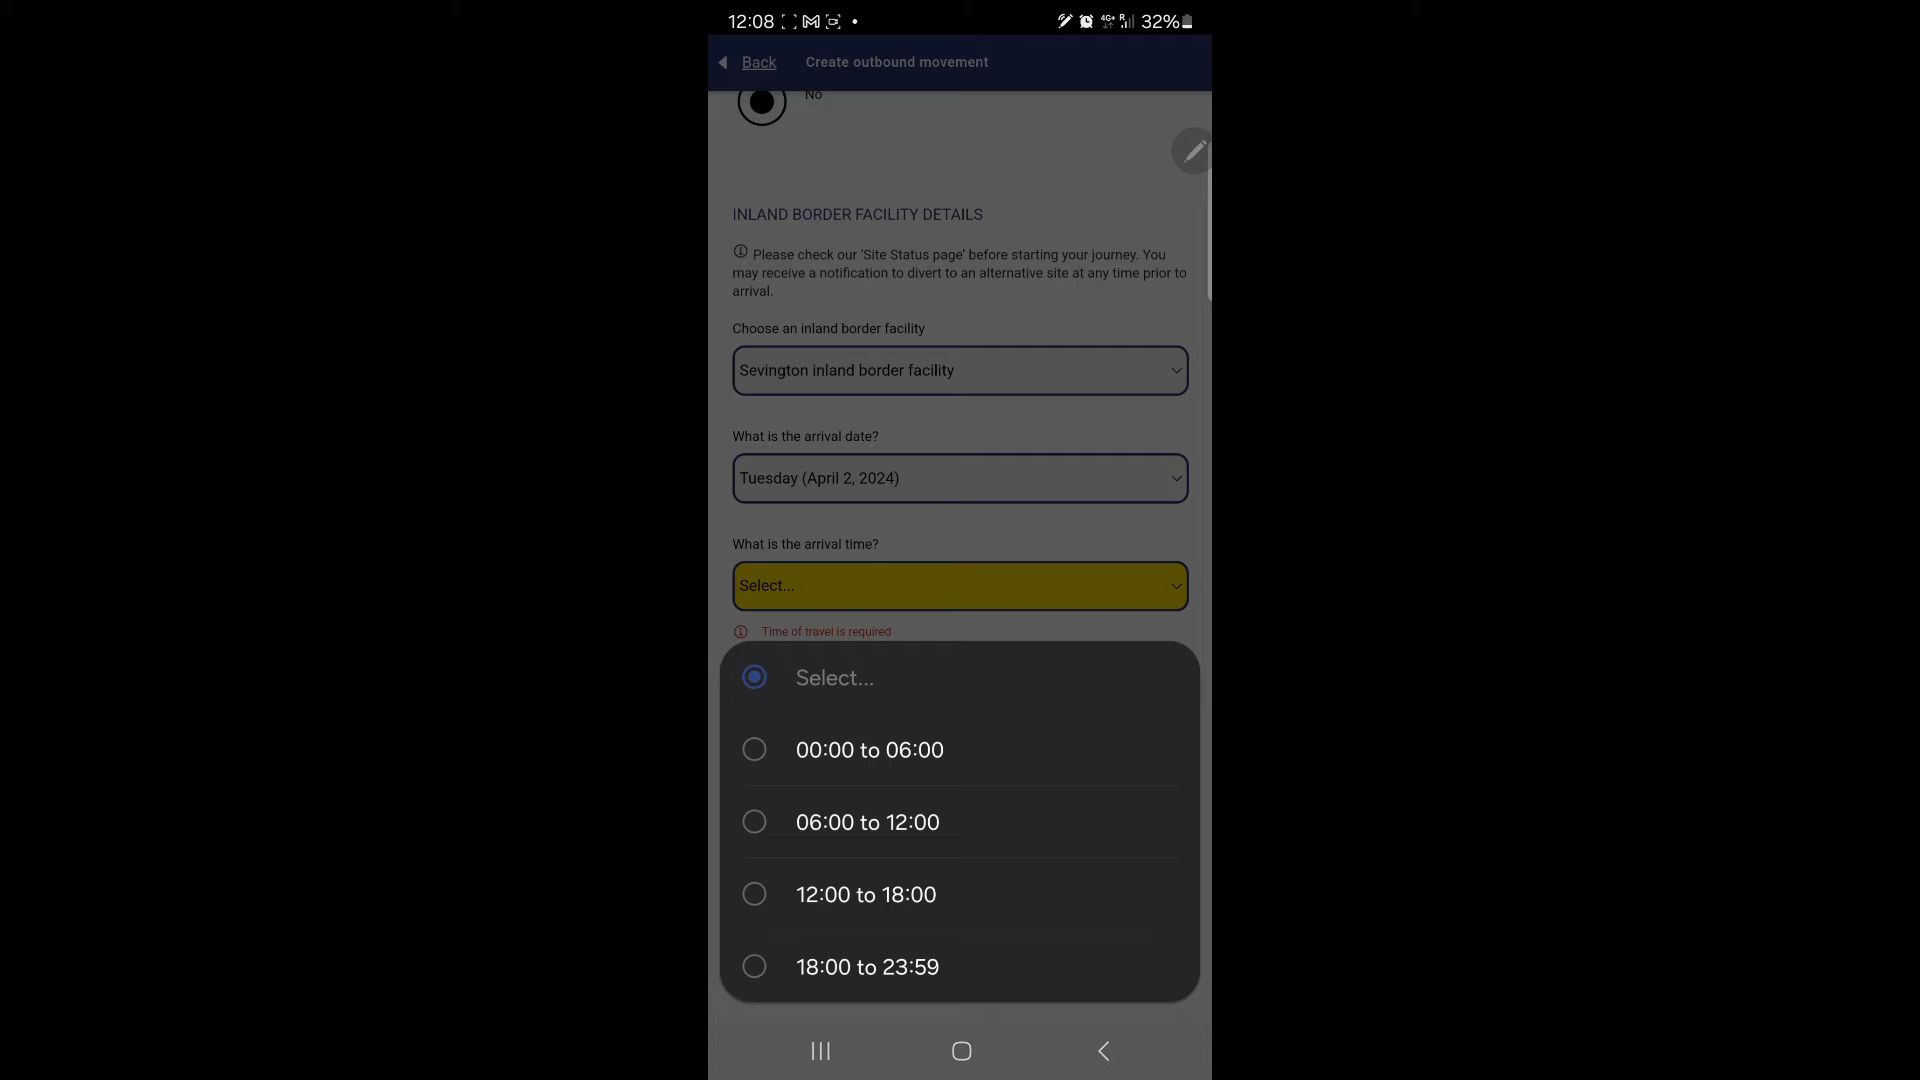 12:08 4G+ R 32%
Back Create outbound movement
No
INLAND BORDER FACILITY DETAILS
Please check our ‘Site Status page’ before starting your journey. You
may receive a notification to divert to an alternative site at any time prior to
arrival.
Choose an inland border facility
Sevington inland border facility
What is the arrival date?
Tuesday (April 2, 2024)
What is the arrival time?
Select...
Time of travel is required
Select...
00:00 to 06:00
06:00 to 12:00
12:00 to 18:00
18:00 to 23:59